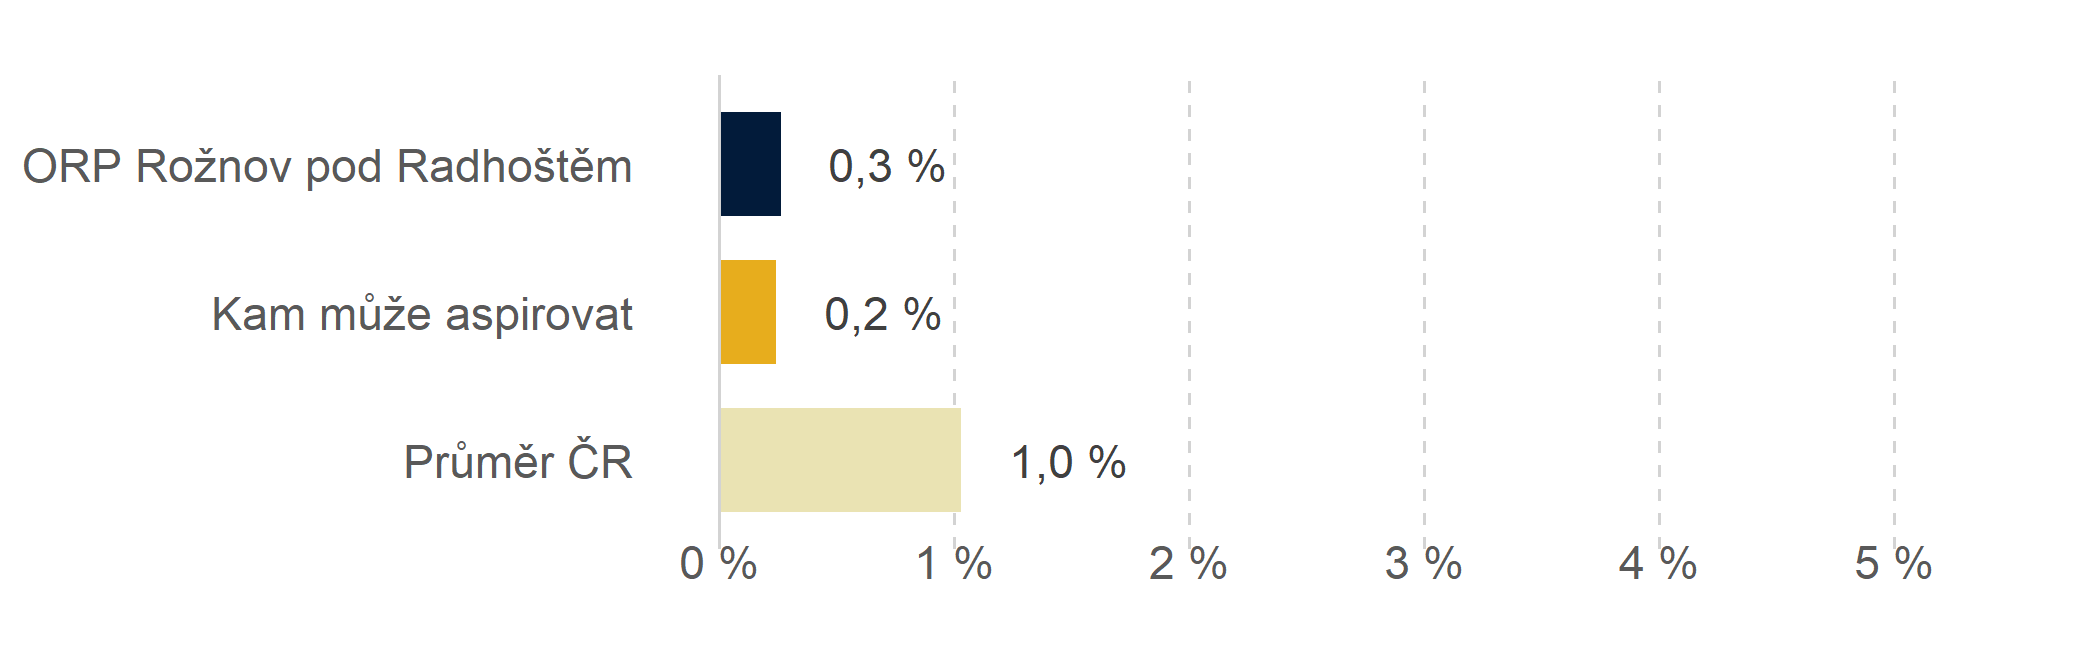 ORP Rožnov pod Radhoštěm 0,3 %
Kam může aspirovat 0,2 %
Průměr ČR 1,0 %
0 % 1 % 2 % 3 % 4 % 5 %